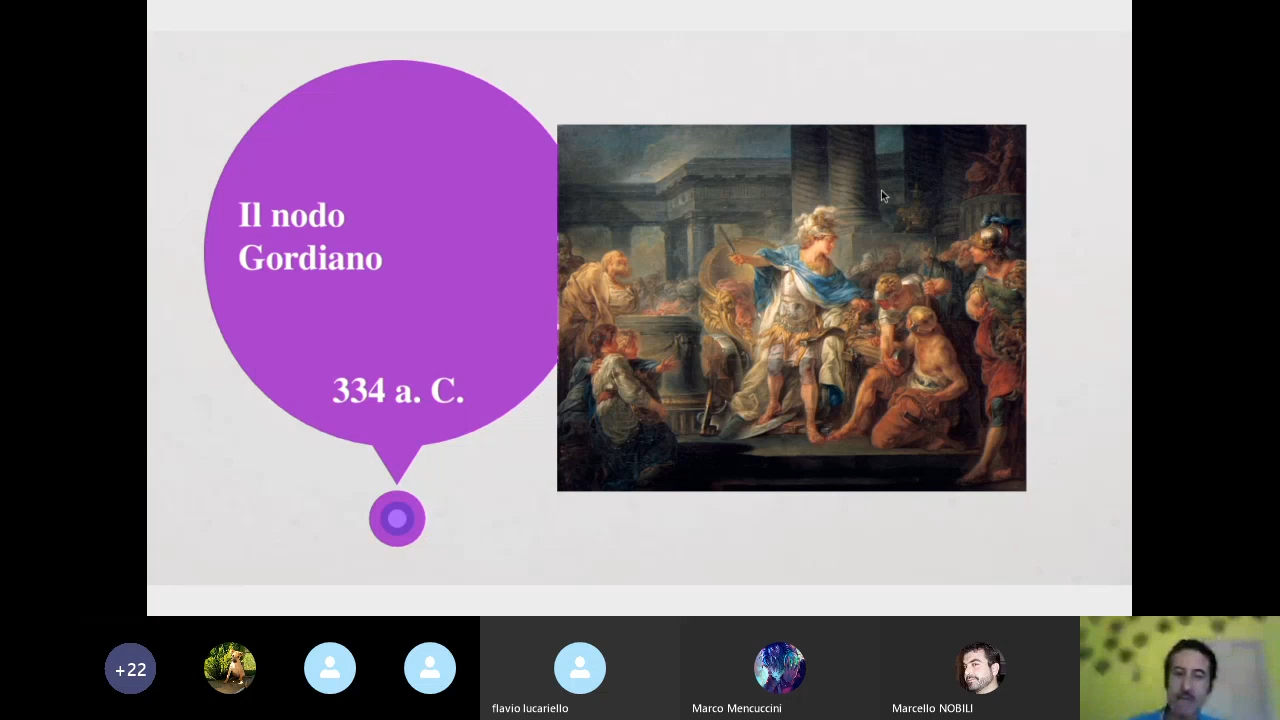 Il nodo
Gordiano
334 a. C.
+22
flavio lucariello
Marco Mencuccini
Marcello NOBILI